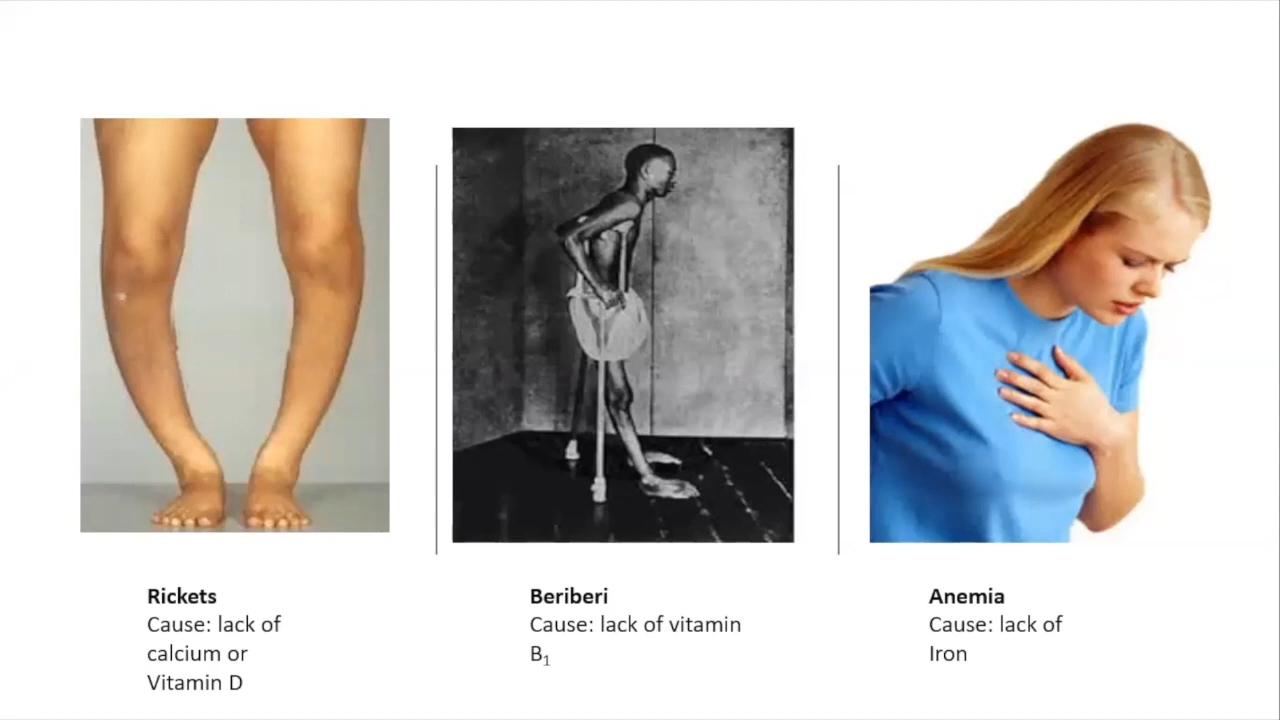 Rickets
Cause: lack of
calcium or
Vitamin D
Beriberi
Cause: lack of vitamin
B₁
Anemia
Cause: lack of
Iron